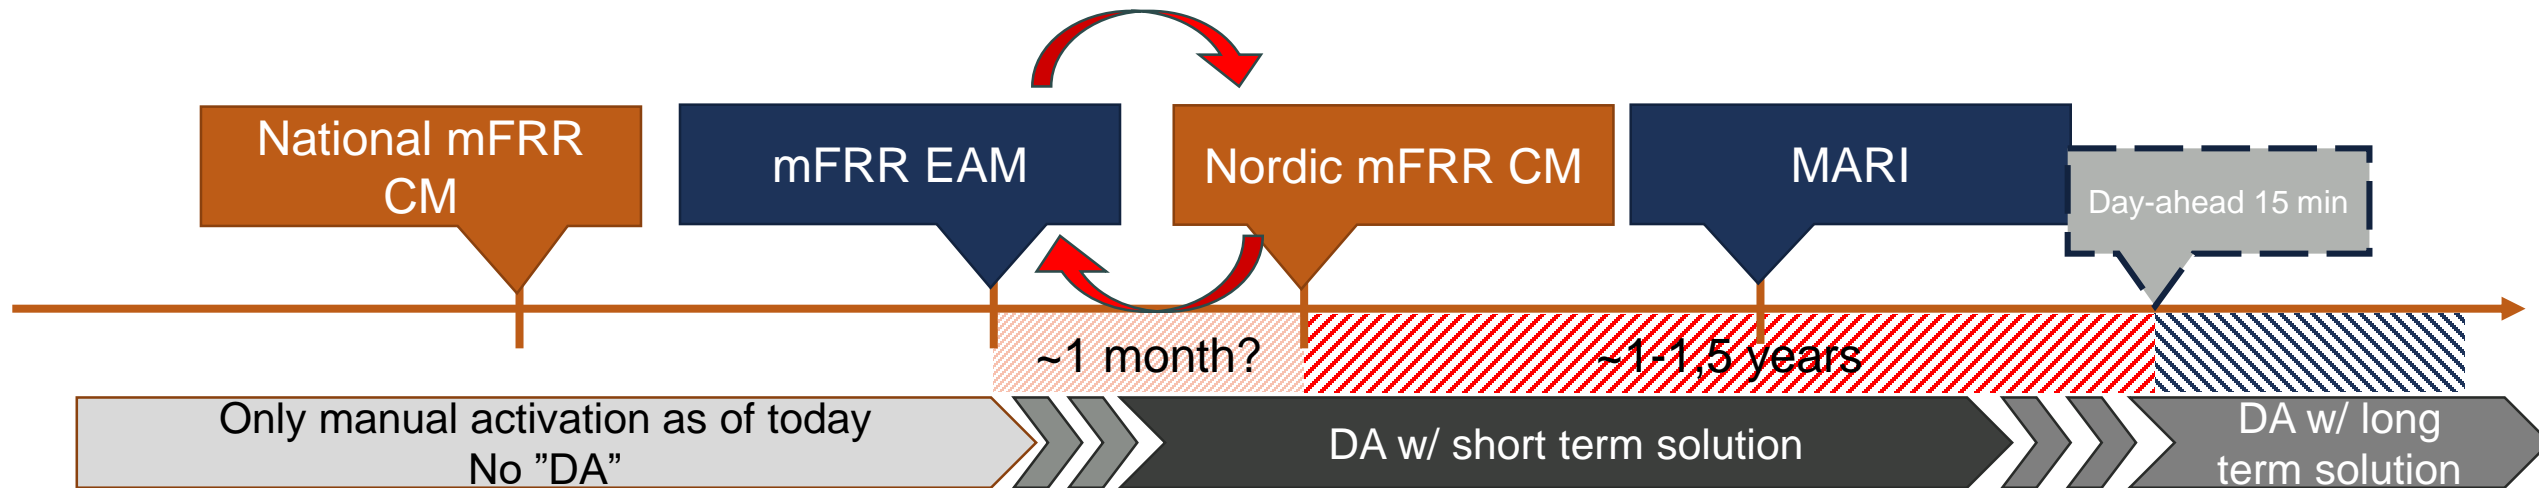 National mFRR
CM
mFRR EAM
Nordic mFRR CM
MARI
Day-ahead 15 min
~1 month?
~1-1,5 years
Only manual activation as of today
No ”DA”
DA w/ short term solution
DA w/ long
term solution